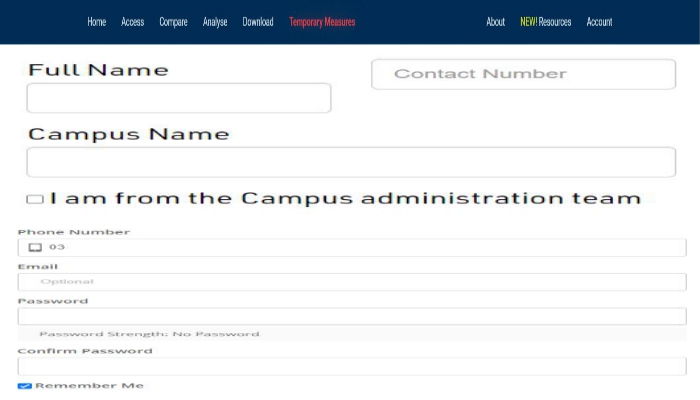 Home Access Compare Analyse Download Temporary Measures About NEW! Resources Account
Full Name
Contact Number
Campus Name
I am from the Campus administration team
Phone Number
03
Email
Optional
Password
Password Strength: No Password
Confirm Password
Remember Me